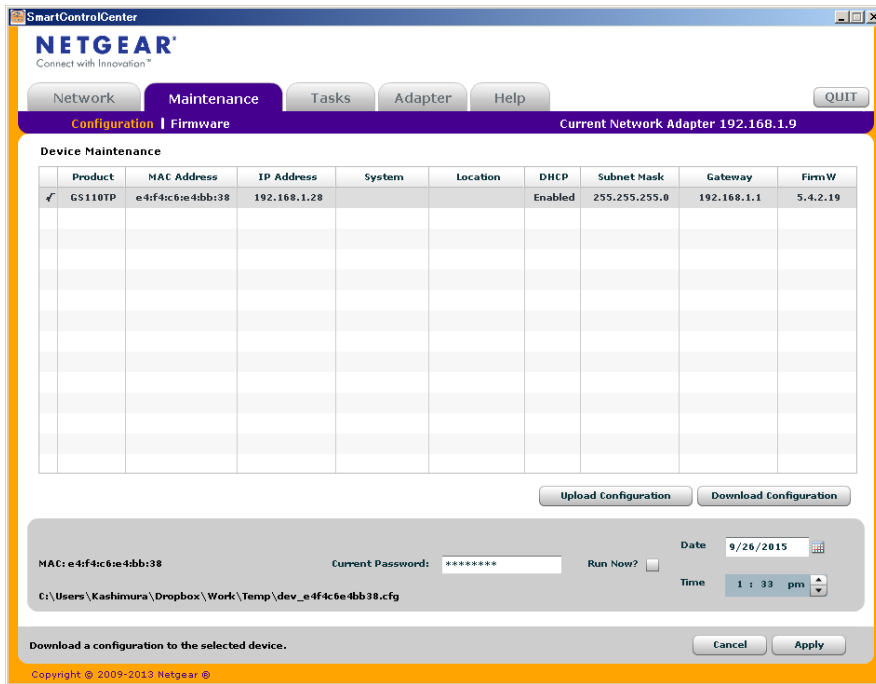 SmartControlCenter
NETGEAR®
Connect with Innovation™
Network Maintenance Tasks Adapter Help QUIT
Configuration | Firmware Current Network Adapter 192.168.1.9
Device Maintenance
Product MAC Address IP Address System Location DHCP Subnet Mask Gateway FirmW
√ GS110TP e4:f4:c6:e4:bb:38 192.168.1.28 Enabled 255.255.255.0 192.168.1.1 5.4.2.19
Upload Configuration Download Configuration
MAC: e4:f4:c6:e4:bb:38 Current Password: ******** Run Now? Date 9/26/2015
C:\Users\Kashimura\Dropbox\Work\Temp\dev_e4f4c6e4bb38.cfg Time 1 : 33 pm
Download a configuration to the selected device. Cancel Apply
Copyright © 2009-2013 Netgear ®